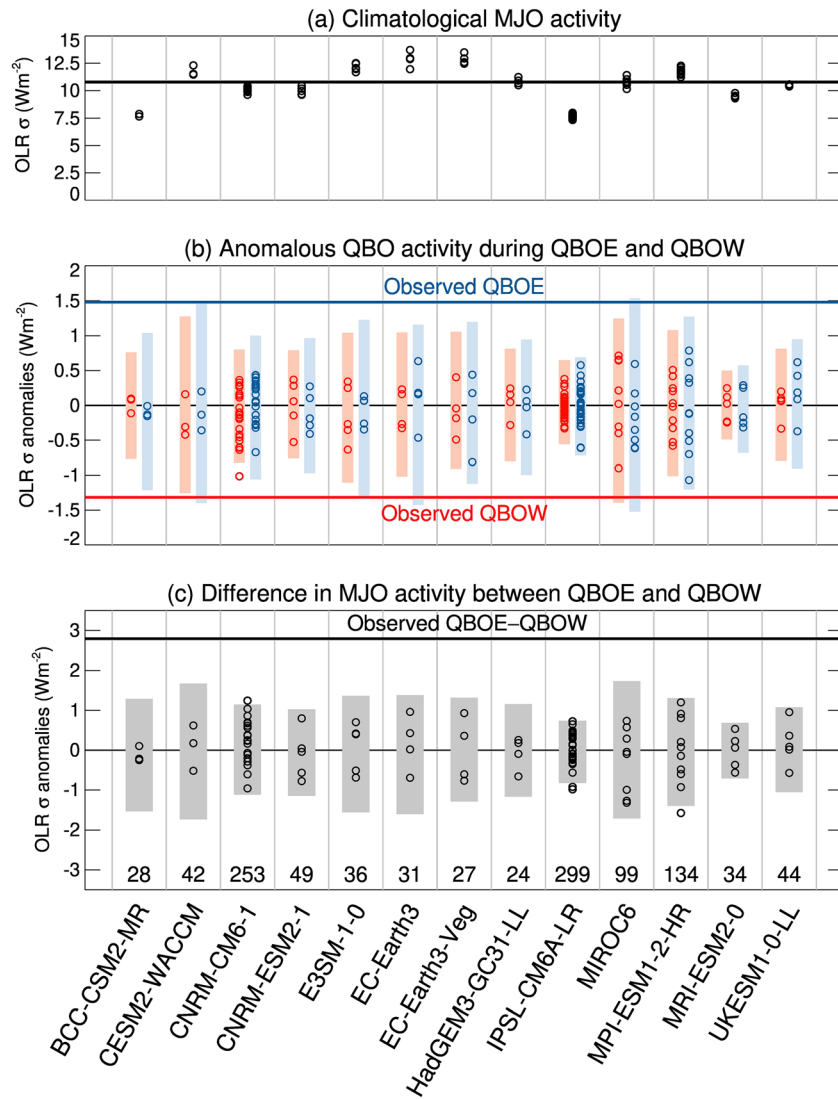 (a) Climatological MJO activity
OLR σ (Wm-2)
15
12.5
10
7.5
5
2.5
0
(b) Anomalous QBO activity during QBOE and QBOW
OLR σ anomalies (Wm-2)
2
1.5
1
0.5
0
-0.5
-1
-1.5
-2
Observed QBOE
Observed QBOW
(c) Difference in MJO activity between QBOE and QBOW
OLR σ anomalies (Wm-2)
3
2
1
0
-1
-2
-3
Observed QBOE–QBOW
28 42 253 49 36 31 27 24 299 99 134 34 44
BCC-CSM2-MR
CESM2-WACCM
CNRM-CM6-1
CNRM-ESM2-1
E3SM-1-0
EC-Earth3
EC-Earth3-Veg
HadGEM3-GC31-LL
IPSL-CM6A-LR
MIROC6
MPI-ESM1-2-HR
MRI-ESM2-0
UKESM1-0-LL